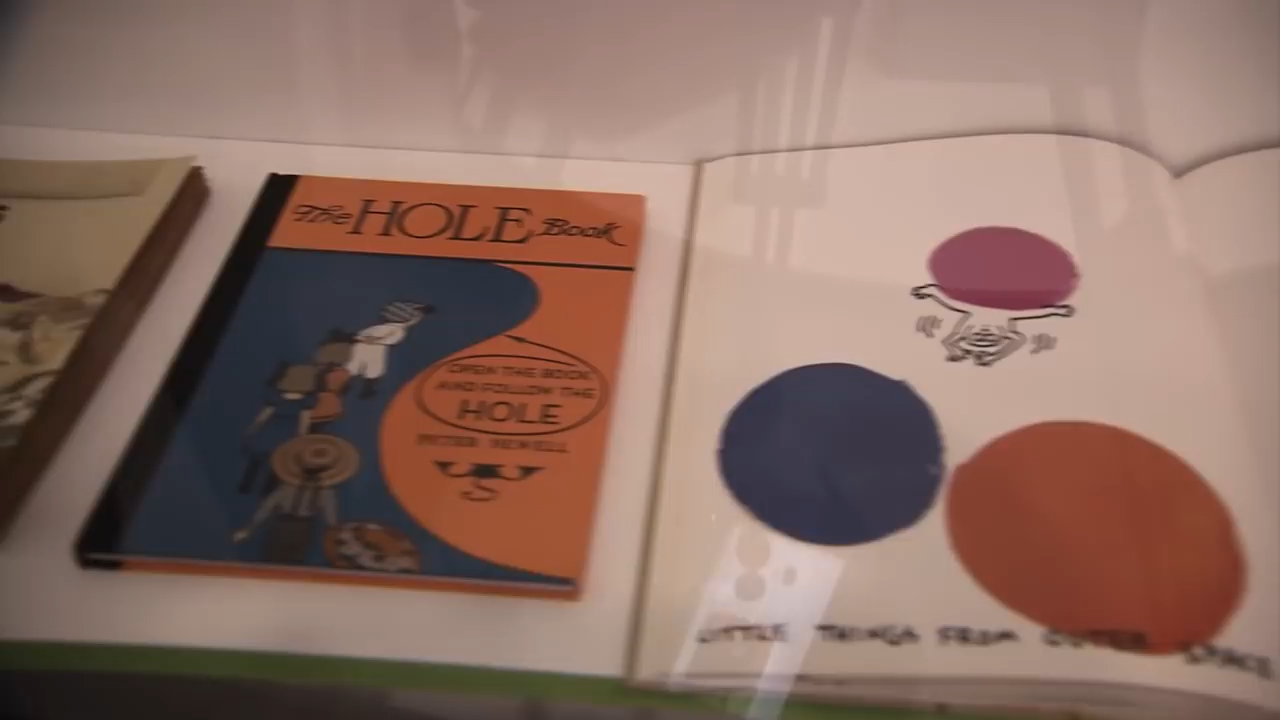 The HOLE Book
OPEN THE BOOK
AND FOLLOW THE
HOLE
PETER NEWELL
LITTLE THINGS FROM OUTER SPACE